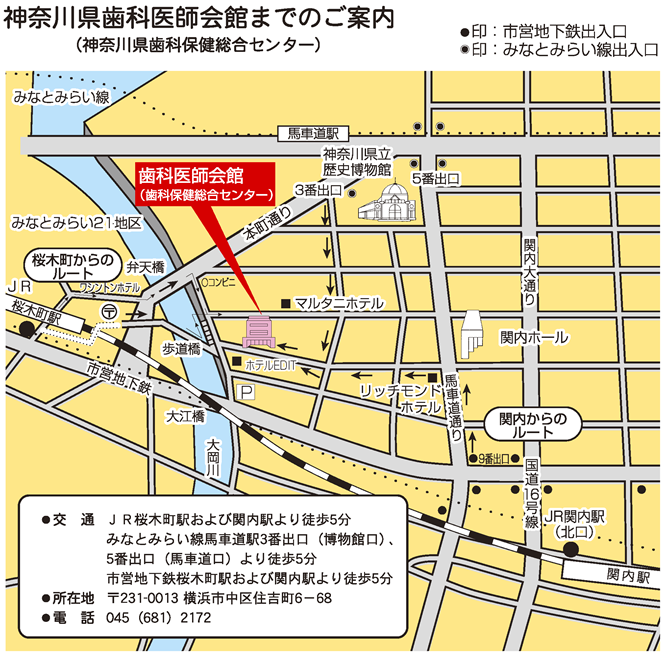 神奈川県歯科医師会館までのご案内
（神奈川県歯科保健総合センター）
●印：市営地下鉄出入口
◉印：みなとみらい線出入口
みなとみらい線
馬車道駅
神奈川県立
歴史博物館
3番出口
5番出口
歯科医師会館
（歯科保健総合センター）
みなとみらい21地区
本町通り
関内大通り
桜木町からの
ルート
弁天橋
ワシントンホテル
コンビニ
JR
桜木町駅
〒
マルタニホテル
関内ホール
歩道橋
ホテルEDIT
P
市営地下鉄
リッチモンド
ホテル
馬車道通り
大江橋
大岡川
関内からの
ルート
9番出口
国道16号線
JR関内駅
（北口）
関内駅
●交　通　ＪＲ桜木町駅および関内駅より徒歩5分
みなとみらい線馬車道駅3番出口（博物館口）、
5番出口（馬車道口）より徒歩5分
市営地下鉄桜木町駅および関内駅より徒歩5分
●所在地　〒231-0013 横浜市中区住吉町6－68
●電　話　045（681）2172